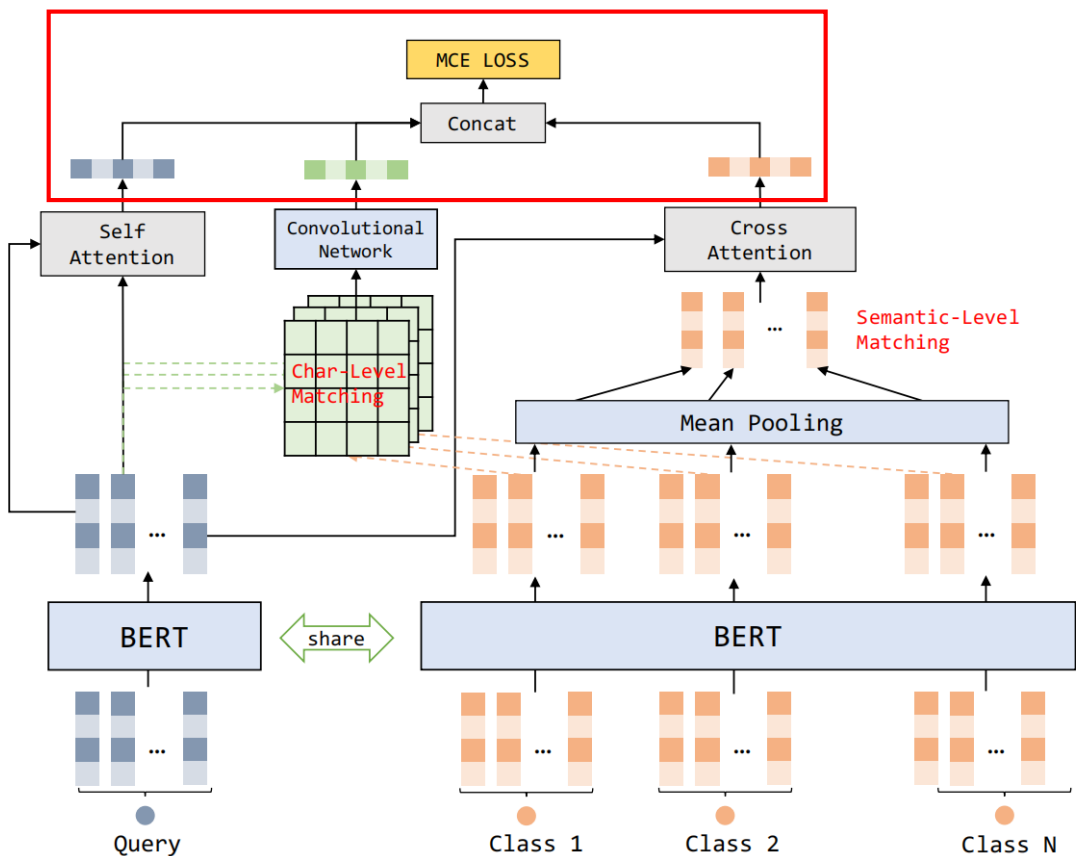 MCE LOSS
Concat
Self
Attention
Convolutional
Network
Cross
Attention
Char-Level
Matching
...
Semantic-Level
Matching
Mean Pooling
...
...
...
...
BERT
share
BERT
...
...
...
...
Query
Class 1
Class 2
Class N